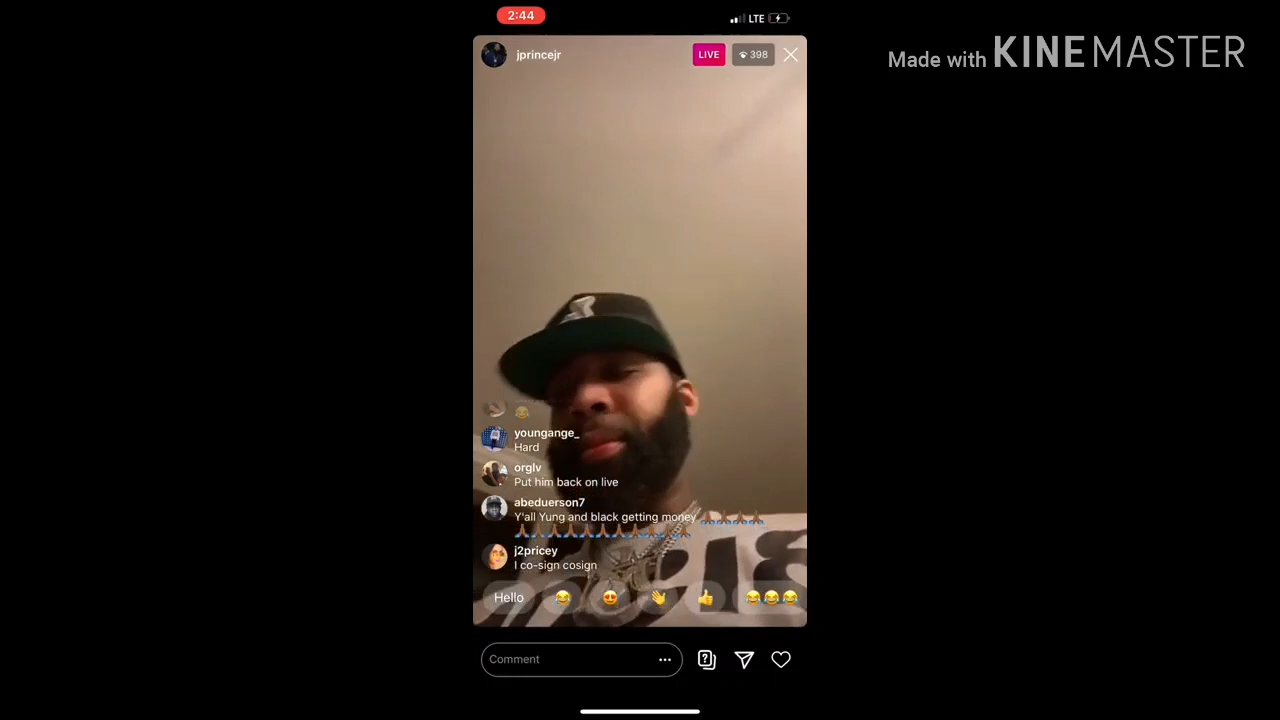 2:44
LTE
Made with KINEMASTER
jprincejr
LIVE
398
😂
youngange_
Hard
orglv
Put him back on live
abeduerson7
Y'all Yung and black getting money 🙏🏾🙏🏾🙏🏾🙏🏾
🙏🏾🙏🏾🙏🏾🙏🏾🙏🏾🙏🏾🙏🏾🙏🏾🙏🏾🙏🏾🙏🏾
j2pricey
I co-sign cosign
Hello 😂 😍 👋 👍 😂😂😂
Comment